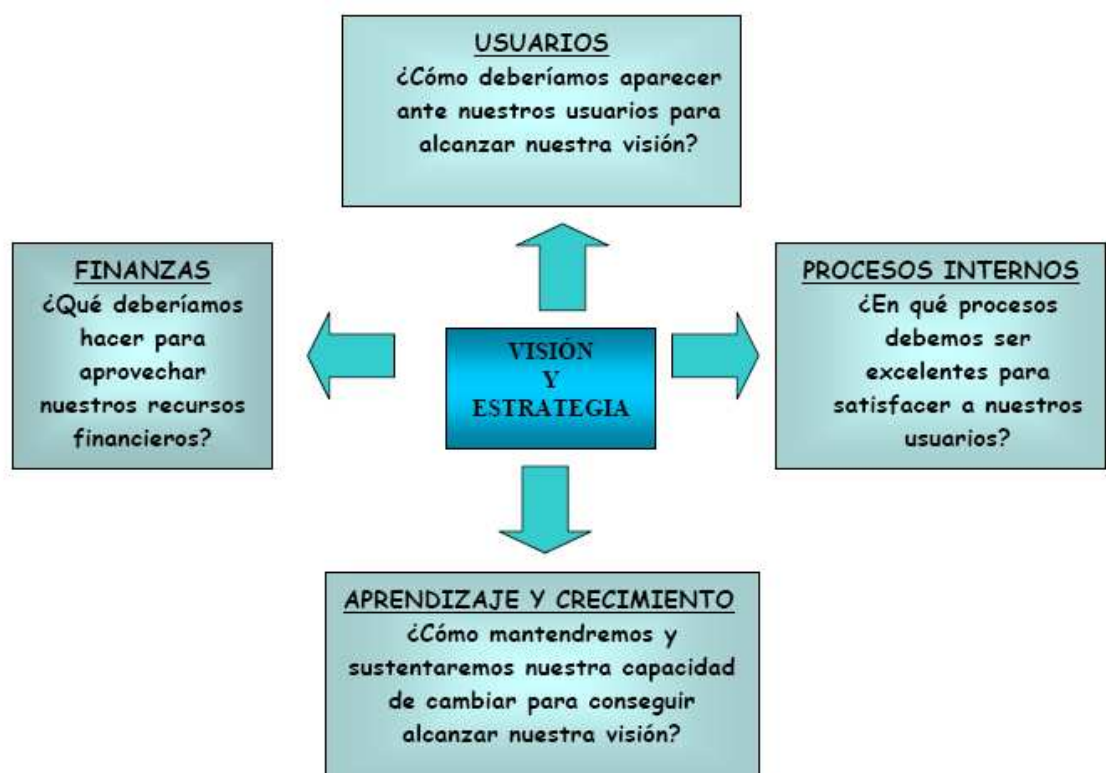 USUARIOS
¿Cómo deberíamos aparecer
ante nuestros usuarios para
alcanzar nuestra visión?
FINANZAS
¿Qué deberíamos
hacer para
aprovechar
nuestros recursos
financieros?
VISIÓN
Y
ESTRATEGIA
PROCESOS INTERNOS
¿En qué procesos
debemos ser
excelentes para
satisfacer a nuestros
usuarios?
APRENDIZAJE Y CRECIMIENTO
¿Cómo mantendremos y
sustentaremos nuestra capacidad
de cambiar para conseguir
alcanzar nuestra visión?